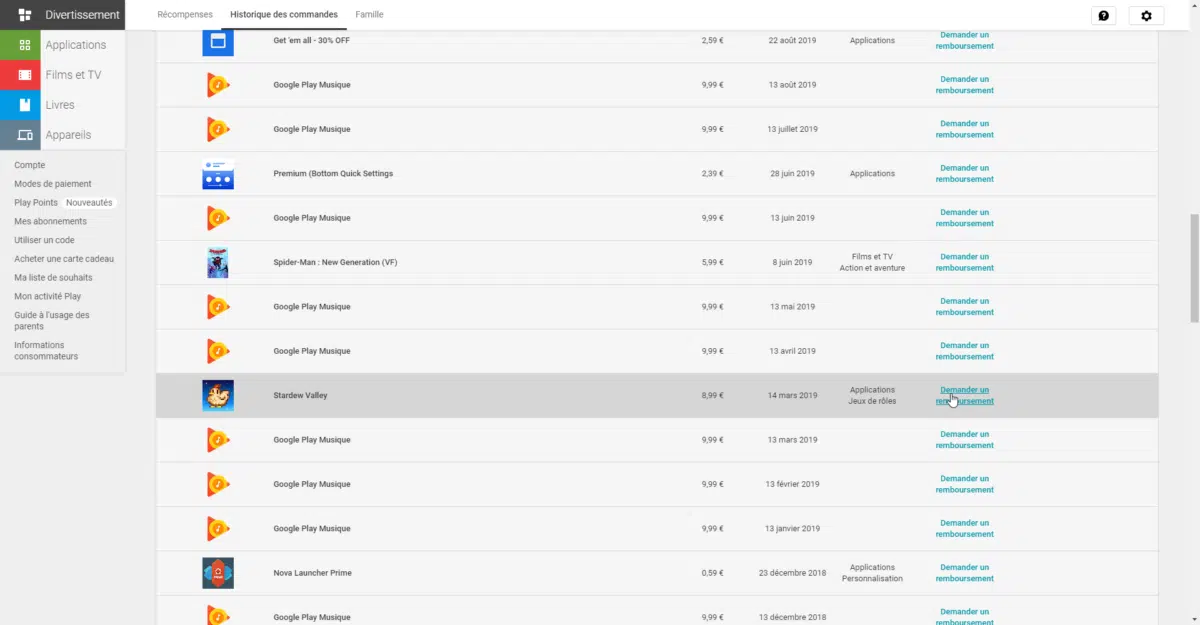 Divertissement
Récompenses
Historique des commandes
Famille
Applications
Films et TV
Livres
Appareils
Compte
Modes de paiement
Play Points Nouveautés
Mes abonnements
Utiliser un code
Acheter une carte cadeau
Ma liste de souhaits
Mon activité Play
Guide à l'usage des
parents
Informations
consommateurs
Get 'em all - 30% OFF 2,59 € 22 août 2019 Applications Demander un
remboursement
Google Play Musique 9,99 € 13 août 2019 Demander un
remboursement
Google Play Musique 9,99 € 13 juillet 2019 Demander un
remboursement
Premium (Bottom Quick Settings 2,39 € 28 juin 2019 Applications Demander un
remboursement
Google Play Musique 9,99 € 13 juin 2019 Demander un
remboursement
Spider-Man : New Generation (VF) 5,99 € 8 juin 2019 Films et TV Demander un
Action et aventure remboursement
Google Play Musique 9,99 € 13 mai 2019 Demander un
remboursement
Google Play Musique 9,99 € 13 avril 2019 Demander un
remboursement
Stardew Valley 8,99 € 14 mars 2019 Applications Demander un
Jeux de rôles remboursement
Google Play Musique 9,99 € 13 mars 2019 Demander un
remboursement
Google Play Musique 9,99 € 13 février 2019 Demander un
remboursement
Google Play Musique 9,99 € 13 janvier 2019 Demander un
remboursement
Nova Launcher Prime 0,59 € 23 décembre 2018 Applications Demander un
Personnalisation remboursement
Google Play Musique 9,99 € 13 décembre 2018 Demander un
remboursement